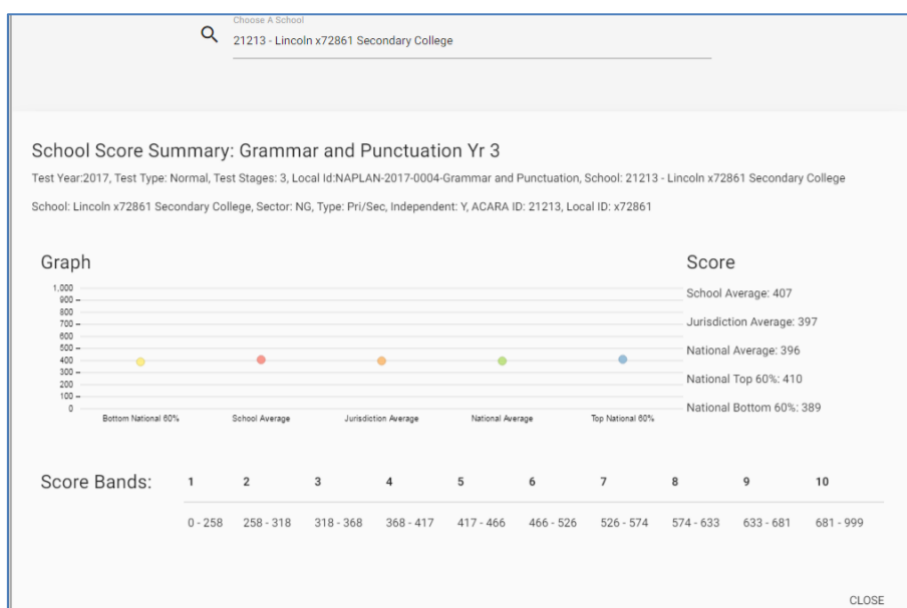 Choose A School
21213 - Lincoln x72861 Secondary College
School Score Summary: Grammar and Punctuation Yr 3
Test Year:2017, Test Type: Normal, Test Stages: 3, Local Id:NAPLAN-2017-0004-Grammar and Punctuation, School: 21213 - Lincoln x72861 Secondary College
School: Lincoln x72861 Secondary College, Sector: NG, Type: Pri/Sec, Independent: Y, ACARA ID: 21213, Local ID: x72861
Graph
1,000
900
800
700
600
500
400
300
200
100
0
Bottom National 60% School Average Jurisdiction Average National Average Top National 60%
Score
School Average: 407
Jurisdiction Average: 397
National Average: 396
National Top 60%: 410
National Bottom 60%: 389
Score Bands: 1 2 3 4 5 6 7 8 9 10
0 - 258 258 - 318 318 - 368 368 - 417 417 - 466 466 - 526 526 - 574 574 - 633 633 - 681 681 - 999
CLOSE